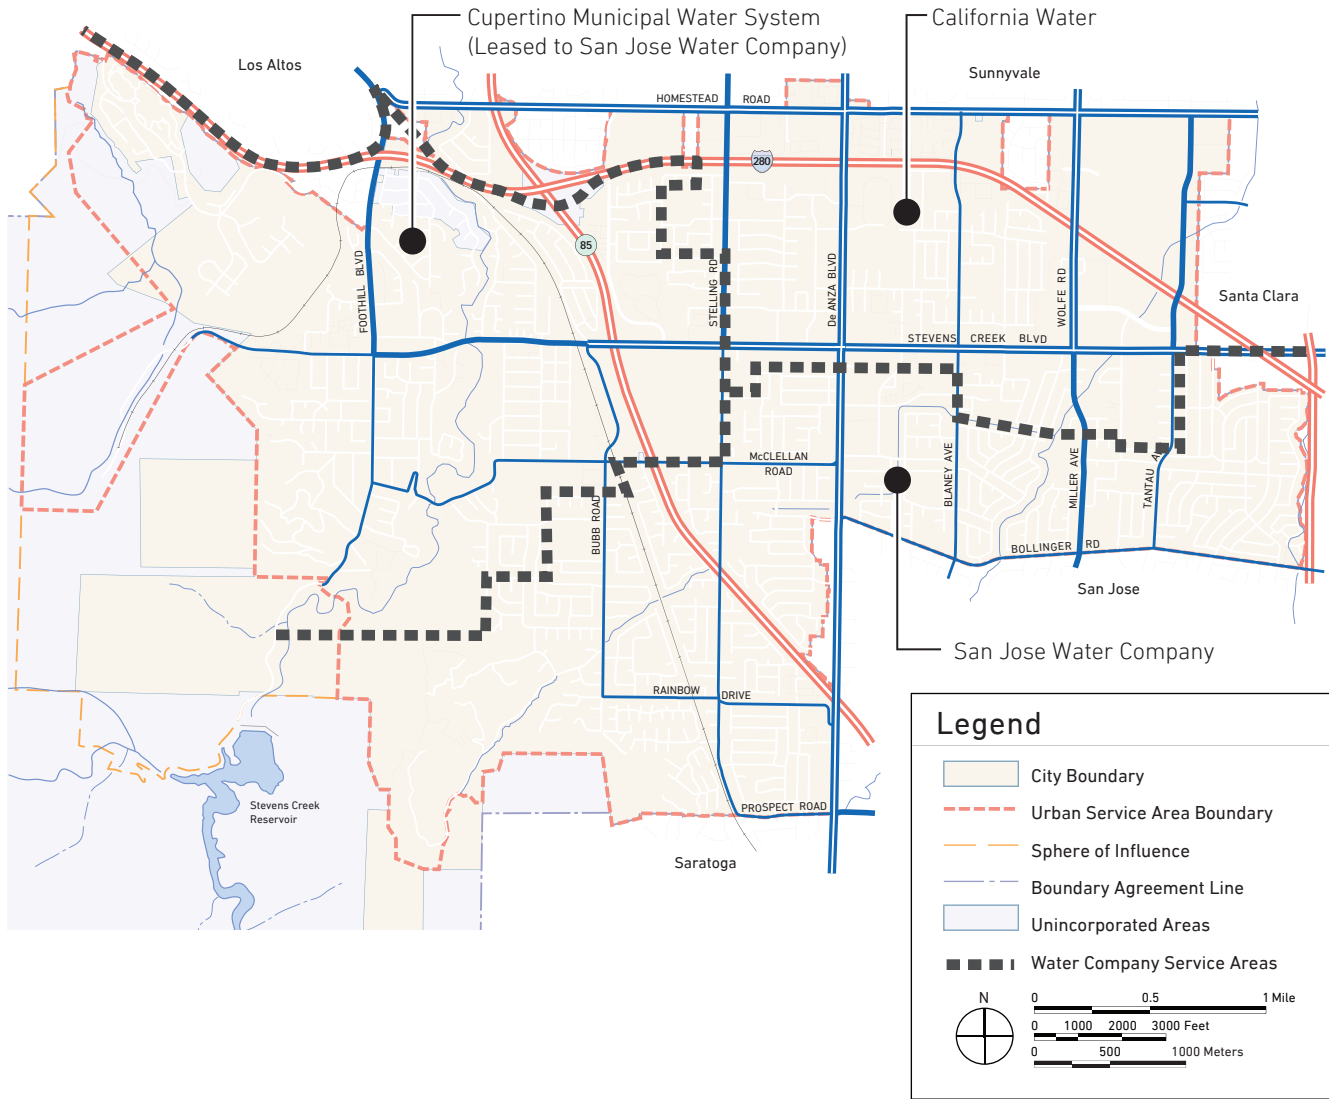 Cupertino Municipal Water System
(Leased to San Jose Water Company)
California Water
Los Altos
Sunnyvale
HOMESTEAD ROAD
280
85
FOOTHILL BLVD
STELLING RD
De ANZA BLVD
WOLFE RD
Santa Clara
STEVENS CREEK BLVD
McCLELLAN
ROAD
BUBB ROAD
BLANEY AVE
MILLER AVE
TANTAU A
BOLLINGER RD
San Jose
San Jose Water Company
RAINBOW DRIVE
Stevens Creek
Reservoir
PROSPECT ROAD
Saratoga
Legend
City Boundary
Urban Service Area Boundary
Sphere of Influence
Boundary Agreement Line
Unincorporated Areas
Water Company Service Areas
N
0 0.5 1 Mile
0 1000 2000 3000 Feet
0 500 1000 Meters